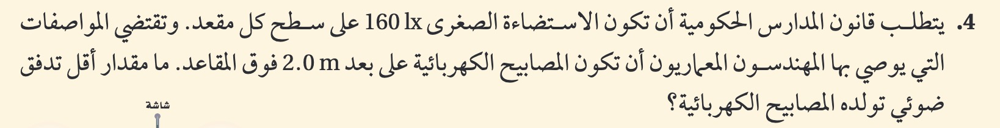 4. يتطلب قانون المدارس الحكومية أن تكون الاستضاءة الصغرى 160 lx على سطح كل مقعد. وتقتضي المواصفات
التي يوصي بها المهندسون المعماريون أن تكون المصابيح الكهربائية على بعد 2.0 m فوق المقاعد. ما مقدار أقل تدفق
ضوئي تولده المصابيح الكهربائية؟
شاشة